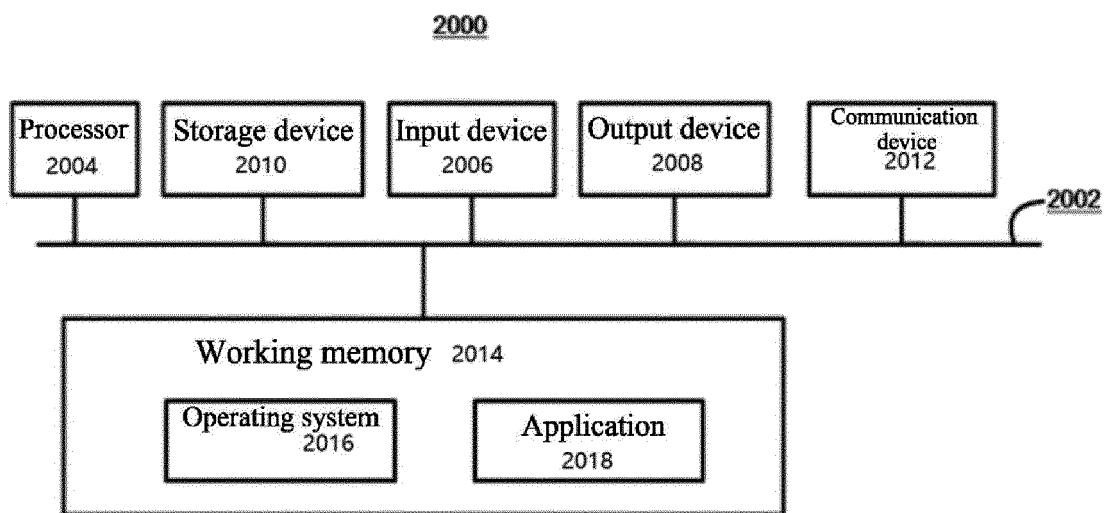 2000
Processor
2004
Storage device
2010
Input device
2006
Output device
2008
Communication
device
2012
2002
Working memory 2014
Operating system
2016
Application
2018